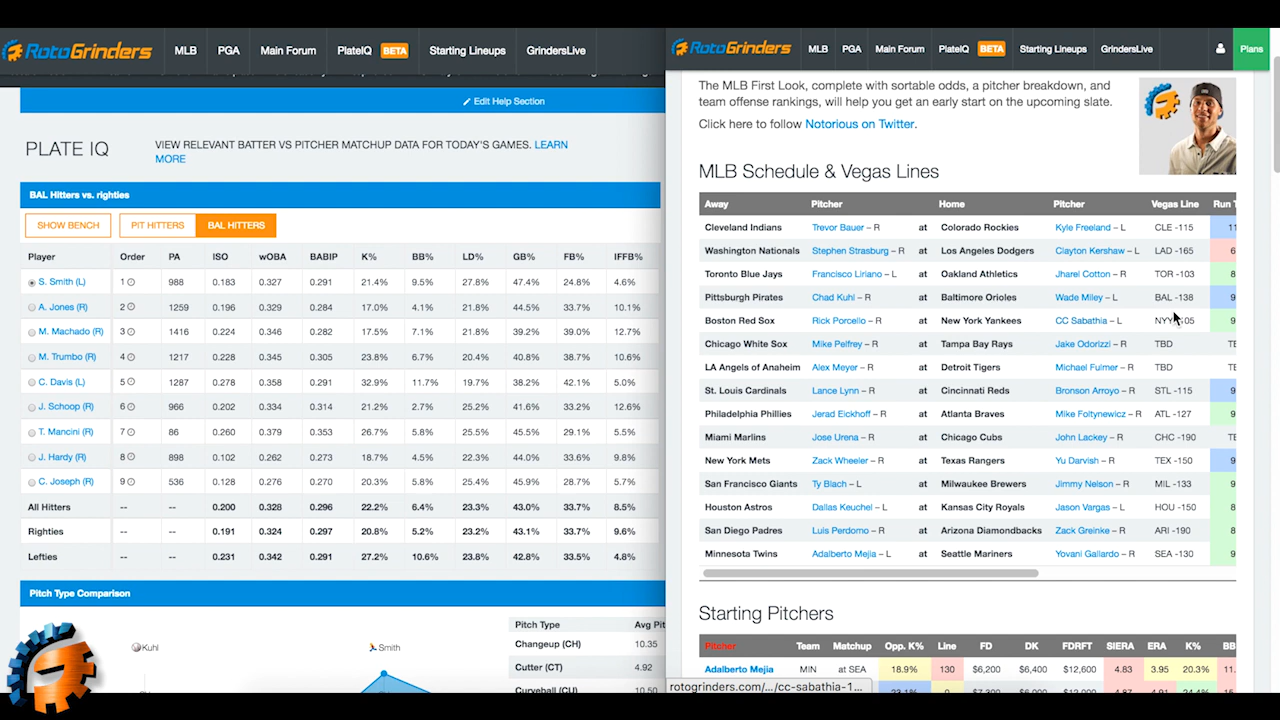 RotoGrinders MLB PGA Main Forum PlateIQ BETA Starting Lineups GrindersLive
Edit Help Section
PLATE IQ
VIEW RELEVANT BATTER VS PITCHER MATCHUP DATA FOR TODAY'S GAMES. LEARN
MORE
BAL Hitters vs. righties
SHOW BENCH PIT HITTERS BAL HITTERS
Player Order PA ISO wOBA BABIP K% BB% LD% GB% FB% IFFB%
S. Smith (L) 1 988 0.183 0.327 0.291 21.4% 9.5% 27.8% 47.4% 24.8% 4.6%
A. Jones (R) 2 1259 0.196 0.329 0.284 17.0% 4.1% 21.8% 44.5% 33.7% 10.1%
M. Machado (R) 3 1416 0.224 0.346 0.282 17.5% 7.1% 21.8% 39.2% 39.0% 12.7%
M. Trumbo (R) 4 1217 0.228 0.345 0.305 23.8% 6.7% 20.4% 40.8% 38.7% 10.6%
C. Davis (L) 5 1287 0.278 0.358 0.291 32.9% 11.7% 19.7% 38.2% 42.1% 5.0%
J. Schoop (R) 6 966 0.202 0.334 0.314 21.2% 2.7% 25.2% 41.6% 33.2% 12.6%
T. Mancini (R) 7 86 0.260 0.379 0.353 26.7% 5.8% 25.5% 45.5% 29.1% 5.5%
J. Hardy (R) 8 898 0.102 0.262 0.273 18.7% 4.5% 22.3% 44.0% 33.6% 9.8%
C. Joseph (R) 9 536 0.128 0.276 0.270 20.3% 5.8% 25.4% 45.9% 28.7% 5.7%
All Hitters -- -- 0.200 0.328 0.296 22.2% 6.4% 23.3% 43.0% 33.7% 8.5%
Righties -- -- 0.191 0.324 0.298 20.8% 5.2% 23.2% 43.1% 33.7% 9.6%
Lefties -- -- 0.231 0.342 0.291 27.2% 10.6% 23.8% 42.8% 33.5% 4.8%
Pitch Type Comparison
Kuhl Smith
Pitch Type Avg Pit
Changeup (CH) 10.35
Cutter (CT) 4.92
Curveball (CU) 10.50
RotoGrinders MLB PGA Main Forum PlateIQ BETA Starting Lineups GrindersLive Plans
The MLB First Look, complete with sortable odds, a pitcher breakdown, and
team offense rankings, will help you get an early start on the upcoming slate.
Click here to follow Notorious on Twitter.
MLB Schedule & Vegas Lines
Away Pitcher Home Pitcher Vegas Line Run T
Cleveland Indians Trevor Bauer – R at Colorado Rockies Kyle Freeland – L CLE -115 11
Washington Nationals Stephen Strasburg – R at Los Angeles Dodgers Clayton Kershaw – L LAD -165 6
Toronto Blue Jays Francisco Liriano – L at Oakland Athletics Jharel Cotton – R TOR -103 8
Pittsburgh Pirates Chad Kuhl – R at Baltimore Orioles Wade Miley – L BAL -138 9
Boston Red Sox Rick Porcello – R at New York Yankees CC Sabathia – L 9
Chicago White Sox Mike Pelfrey – R at Tampa Bay Rays Jake Odorizzi – R TBD TE
LA Angels of Anaheim Alex Meyer – R at Detroit Tigers Michael Fulmer – R TBD TE
St. Louis Cardinals Lance Lynn – R at Cincinnati Reds Bronson Arroyo – R STL -115 9
Philadelphia Phillies Jerad Eickhoff – R at Atlanta Braves Mike Foltynewicz – R ATL -127 9
Miami Marlins Jose Urena – R at Chicago Cubs John Lackey – R CHC -190 TE
New York Mets Zack Wheeler – R at Texas Rangers Yu Darvish – R TEX -150 9
San Francisco Giants Ty Blach – L at Milwaukee Brewers Jimmy Nelson – R MIL -133 9
Houston Astros Dallas Keuchel – L at Kansas City Royals Jason Vargas – L HOU -150 8
San Diego Padres Luis Perdomo – R at Arizona Diamondbacks Zack Greinke – R ARI -190 8
Minnesota Twins Adalberto Mejia – L at Seattle Mariners Yovani Gallardo – R SEA -130 9
Starting Pitchers
Pitcher Team Matchup Opp. K% Line FD DK FDRFT SIERA ERA K% BB
Adalberto Mejia MIN at SEA 18.9% 130 $6,200 $6,400 $12,600 4.83 3.95 20.3% 11.
rotogrinders.com/.../cc-sabathia-1...